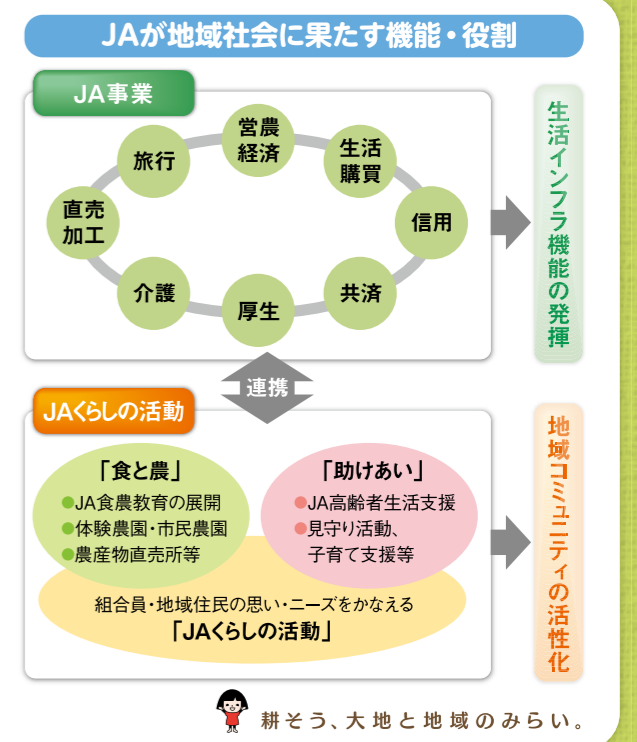 JAが地域社会に果たす機能・役割
JA事業
営農
経済
生活
購買
信用
共済
厚生
介護
直売
加工
旅行
生活インフラ機能の発揮
連携
JAくらしの活動
「食と農」
●JA食農教育の展開
●体験農園・市民農園
●農産物直売所等
「助けあい」
●JA高齢者生活支援
●見守り活動、
子育て支援等
組合員・地域住民の思い・ニーズをかなえる
「JAくらしの活動」
地域コミュニティの活性化
耕そう、大地と地域のみらい。